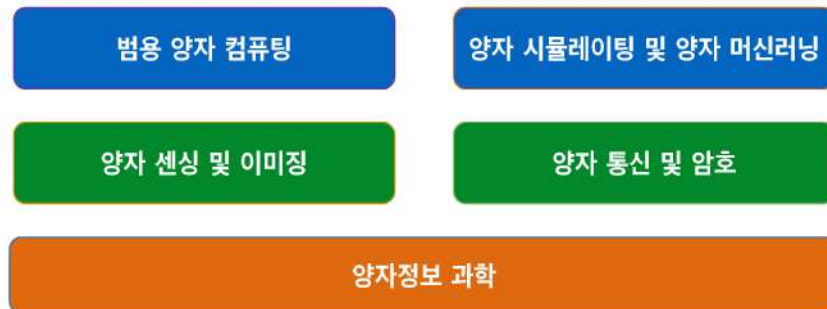 범용 양자 컴퓨팅
양자 시뮬레이팅 및 양자 머신러닝
양자 센싱 및 이미징
양자 통신 및 암호
양자정보 과학